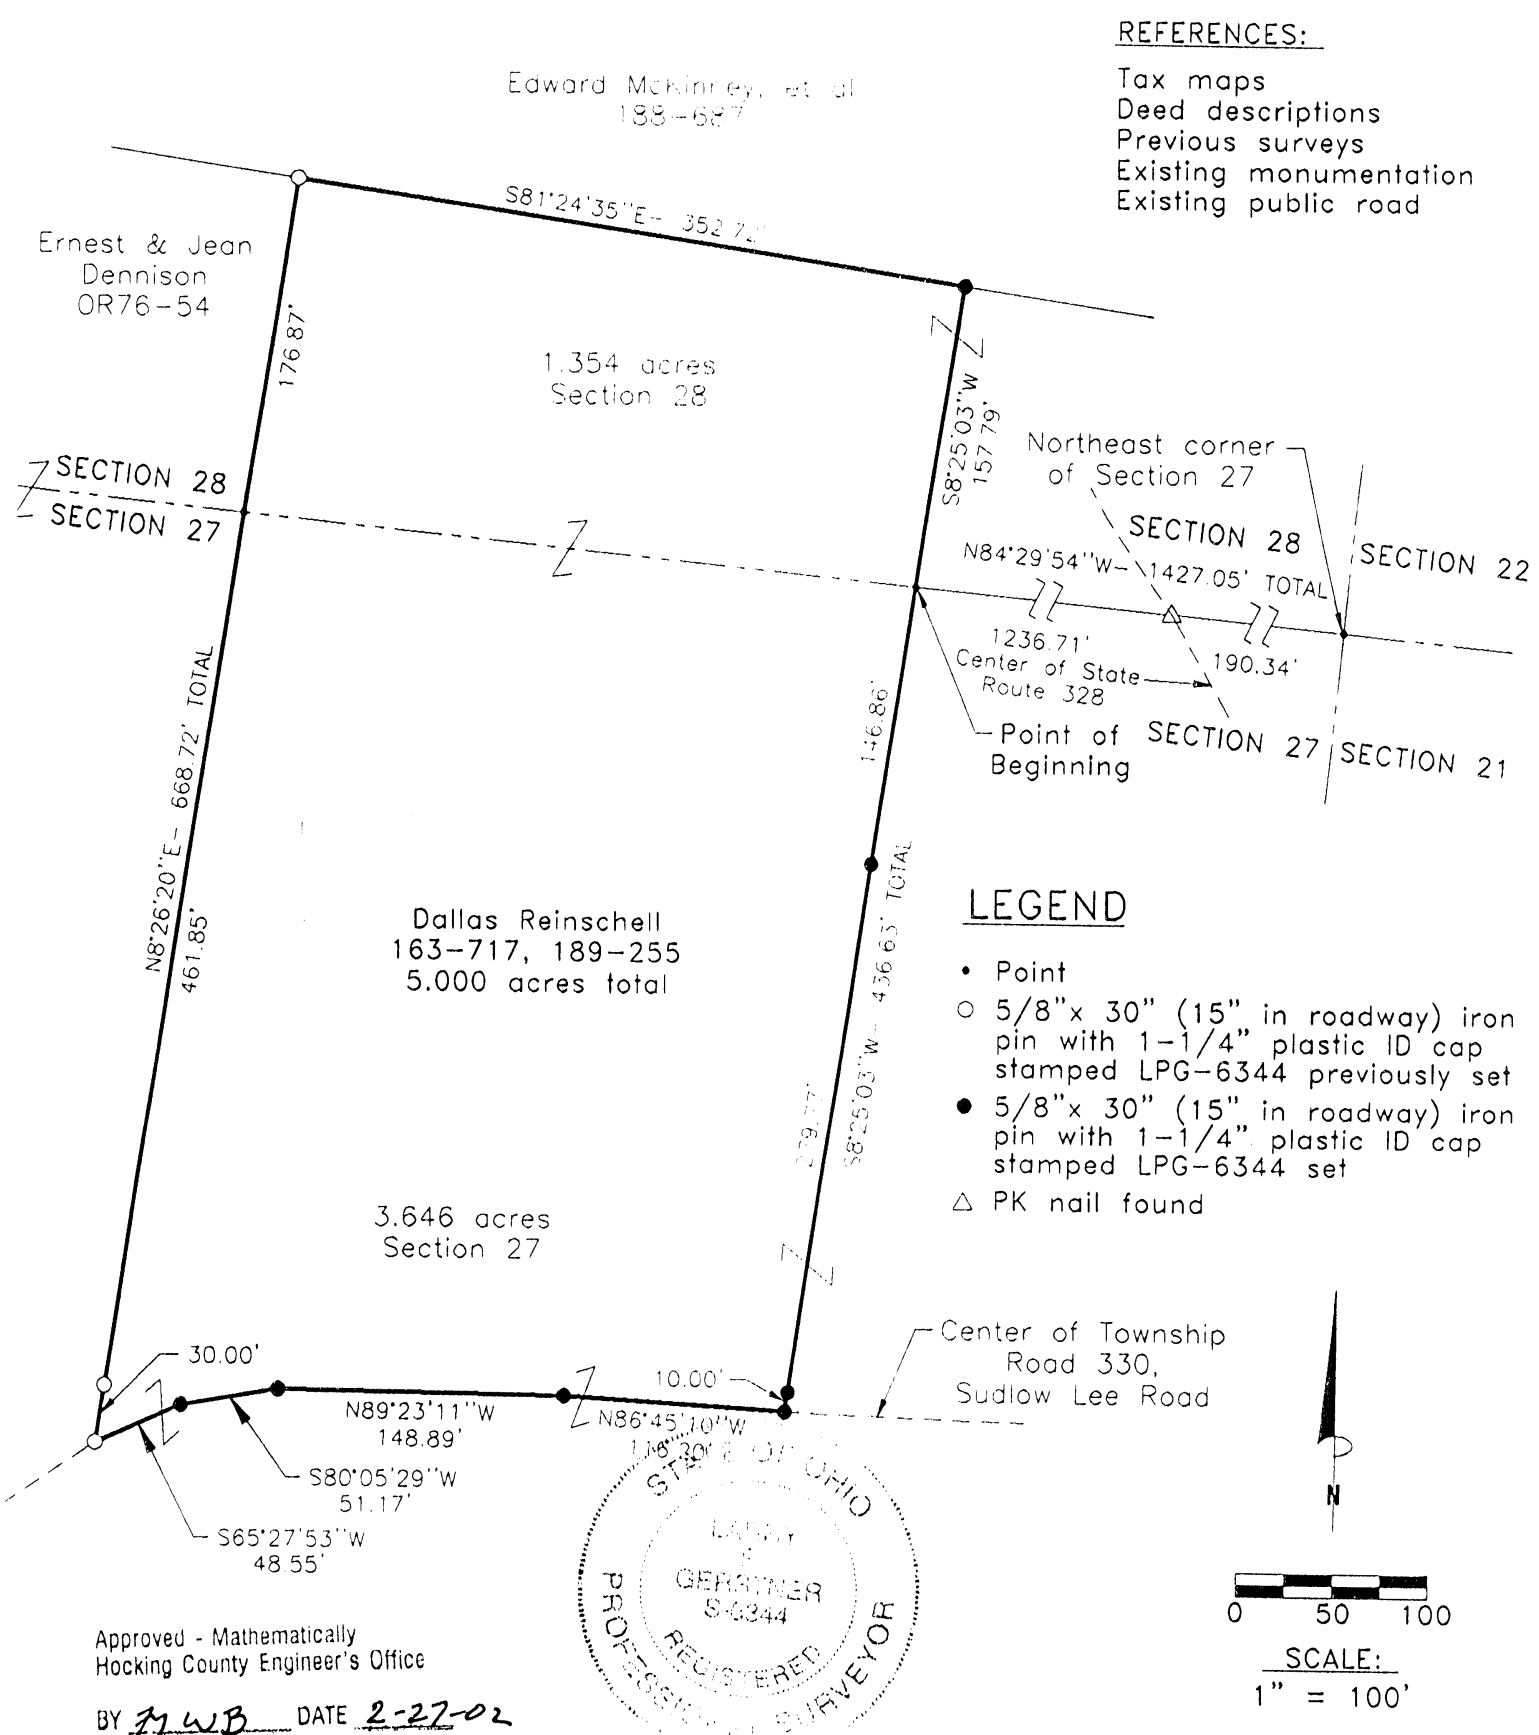 REFERENCES:
Tax maps
Deed descriptions
Previous surveys
Existing monumentation
Existing public road
Edward McKinney, et al
188-687
S81°24'35"E- 352.72'
Ernest & Jean
Dennison
OR76-54
176.87'
1.354 acres
Section 28
S8°25'03"W
157.79'
Northeast corner
of Section 27
SECTION 28
SECTION 27
SECTION 28
SECTION 22
N84°29'54"W- 1427.05' TOTAL
1236.71'
190.34'
Center of State
Route 328
Point of
Beginning
SECTION 27
SECTION 21
146.86'
N8°26'20"E- 668.72' TOTAL
461.85'
Dallas Reinschell
163-717, 189-255
5.000 acres total
S8°25'03"W- 436.63' TOTAL
279.77'
LEGEND
Point
5/8"x 30" (15" in roadway) iron
pin with 1-1/4" plastic ID cap
stamped LPG-6344 previously set
5/8"x 30" (15" in roadway) iron
pin with 1-1/4" plastic ID cap
stamped LPG-6344 set
PK nail found
3.646 acres
Section 27
Center of Township
Road 330,
Sudlow Lee Road
30.00'
10.00'
N89°23'11"W
148.89'
N86°45'10"W
116.30'
S80°05'29"W
51.17'
S65°27'53"W
48.55'
STATE OF OHIO
S-6344
REGISTERED
PROFESSIONAL SURVEYOR
N
0 50 100
SCALE:
1" = 100'
Approved - Mathematically
Hocking County Engineer's Office
BY MWB DATE 2-27-02